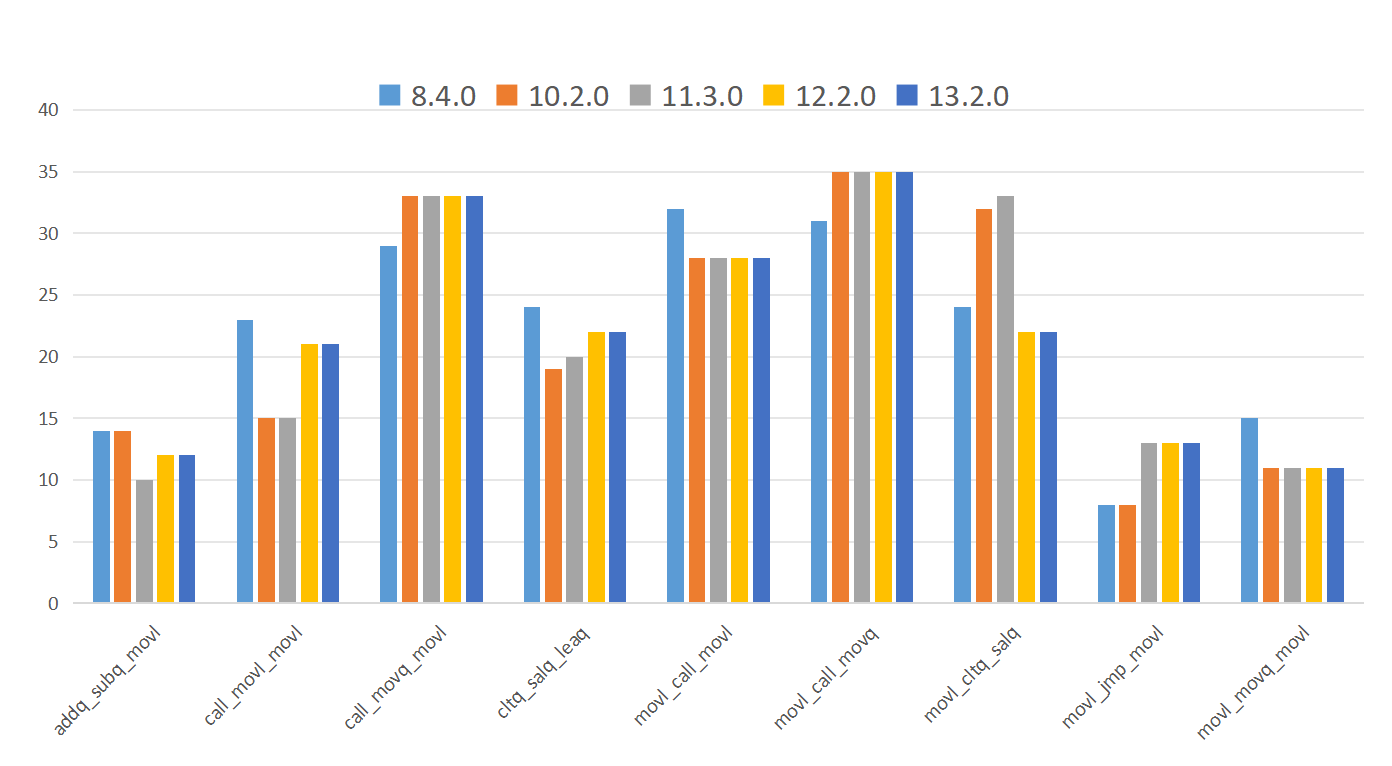 8.4.0 10.2.0 11.3.0 12.2.0 13.2.0
40
35
30
25
20
15
10
5
0
addq_subq_movl
call_movl_movl
call_movq_movl
cltq_salq_leaq
movl_call_movl
movl_call_movq
movl_cltq_salq
movl_jmp_movl
movl_movq_movl